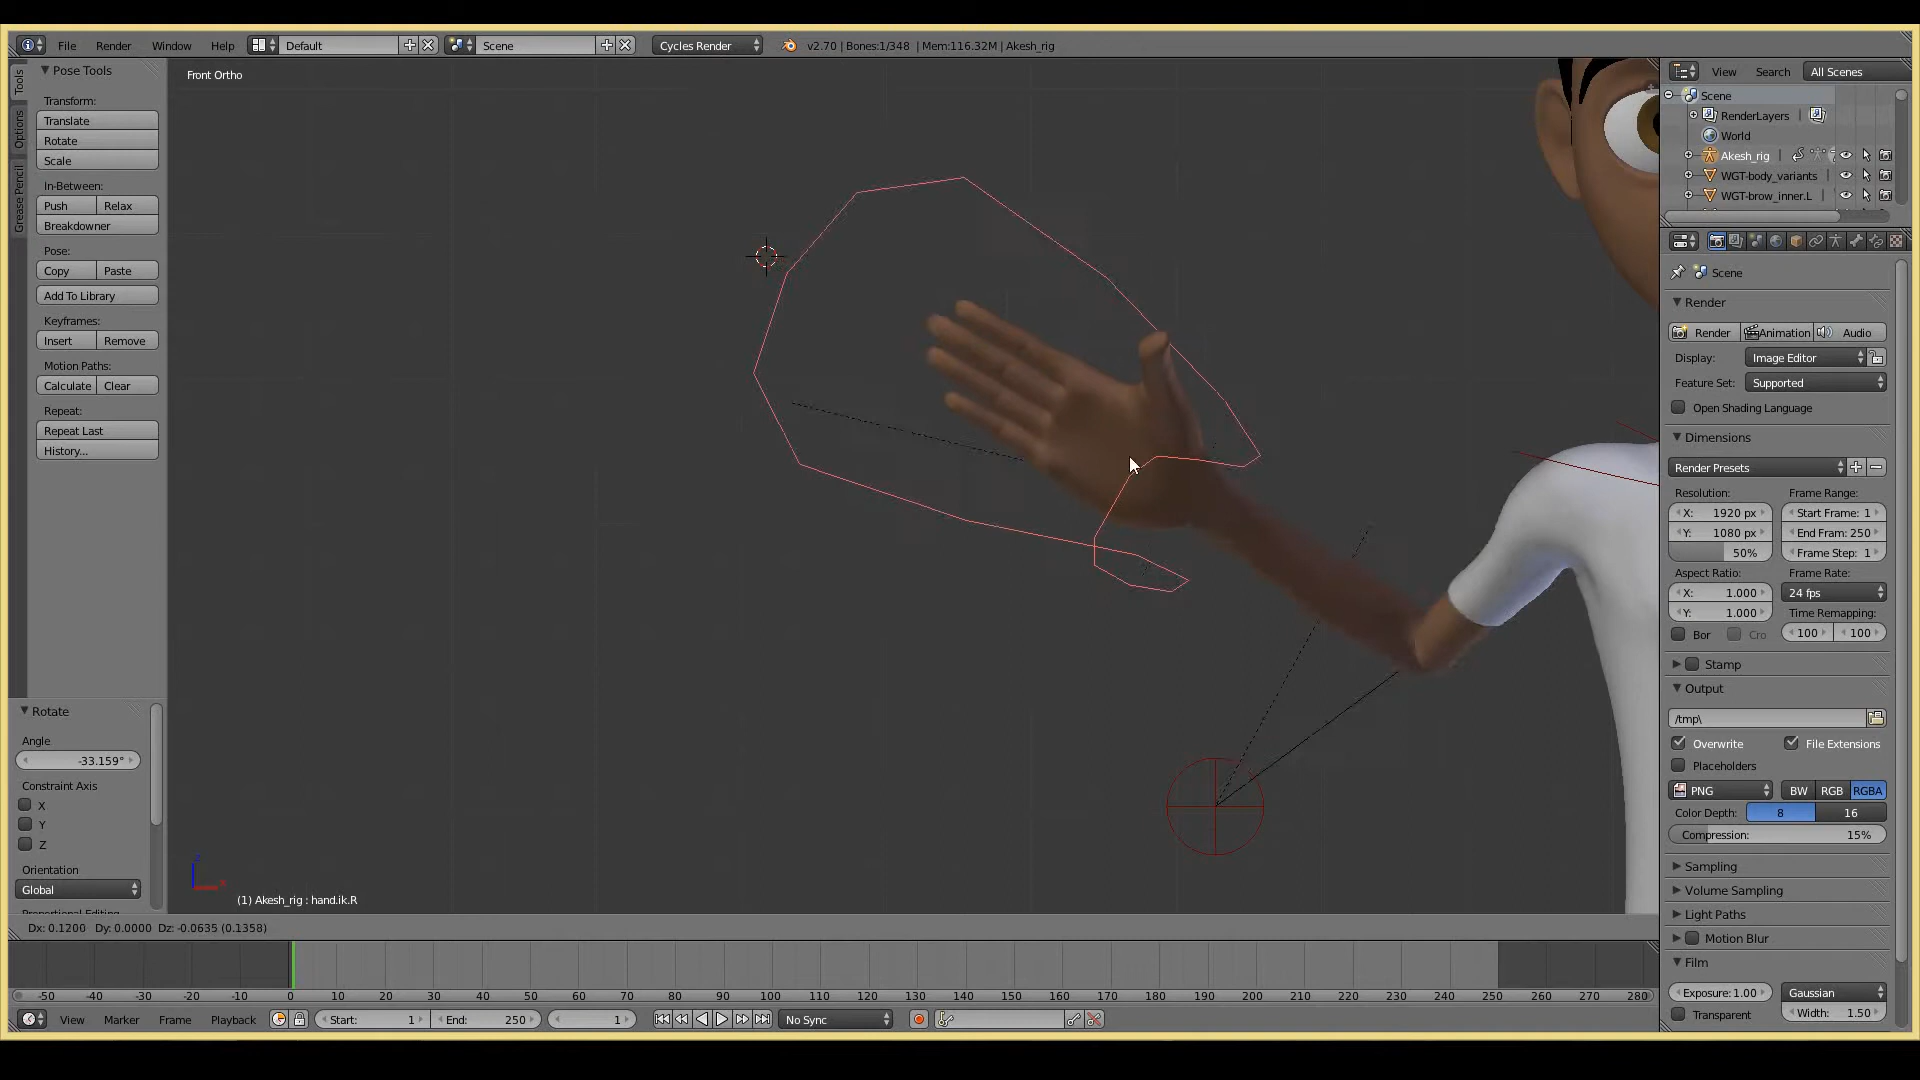 File Render Window Help Default Scene Cycles Render v2.70 | Bones:1/348 | Mem:116.32M | Akesh_rig
Tools
Options
Grease Pencil
Pose Tools
Transform:
Translate
Rotate
Scale
In-Between:
Push Relax
Breakdowner
Pose:
Copy Paste
Add To Library
Keyframes:
Insert Remove
Motion Paths:
Calculate Clear
Repeat:
Repeat Last
History...
Rotate
Angle
-33.159°
Constraint Axis
X
Y
Z
Orientation
Global
Front Ortho
z
x
(1) Akesh_rig : hand.ik.R
Dx: 0.1200 Dy: 0.0000 Dz: -0.0635 (0.1358)
View Search All Scenes
Scene
RenderLayers |
World
Akesh_rig |
WGT-body_variants
WGT-brow_inner.L
Scene
Render
Render Animation Audio
Display: Image Editor
Feature Set: Supported
Open Shading Language
Dimensions
Render Presets
Resolution: Frame Range:
X: 1920 px Start Frame: 1
Y: 1080 px End Fram: 250
50% Frame Step: 1
Aspect Ratio: Frame Rate:
X: 1.000 24 fps
Y: 1.000 Time Remapping:
Bor Cro 100 100
Stamp
Output
/tmp\
Overwrite File Extensions
Placeholders
PNG BW RGB RGBA
Color Depth: 8 16
Compression: 15%
Sampling
Volume Sampling
Light Paths
Motion Blur
Film
Exposure: 1.00 Gaussian
Transparent Width: 1.50
-50 -40 -30 -20 -10 0 10 20 30 40 50 60 70 80 90 100 110 120 130 140 150 160 170 180 190 200 210 220 230 240 250 260 270 280
View Marker Frame Playback Start: 1 End: 250 1 No Sync